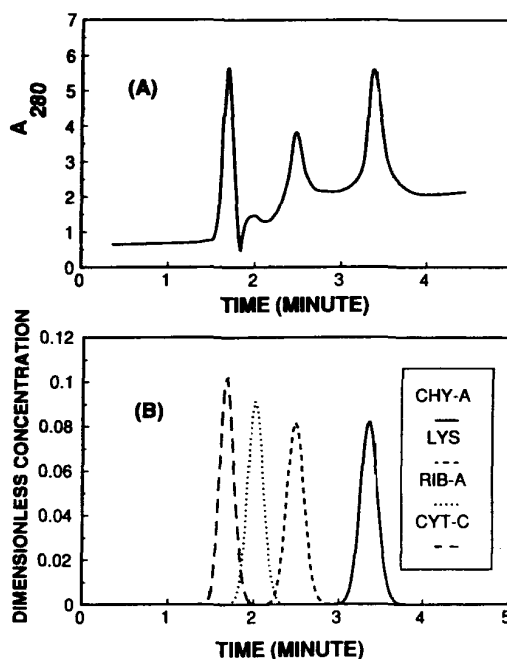 7
6
5
4
3
2
1
0
A 280
(A)
0 1 2 3 4 5
TIME (MINUTE)
0.12
0.1
0.08
0.06
0.04
0.02
0
DIMENSIONLESS CONCENTRATION
(B)
CHY-A
LYS
RIB-A
CYT-C
0 1 2 3 4 5
TIME (MINUTE)